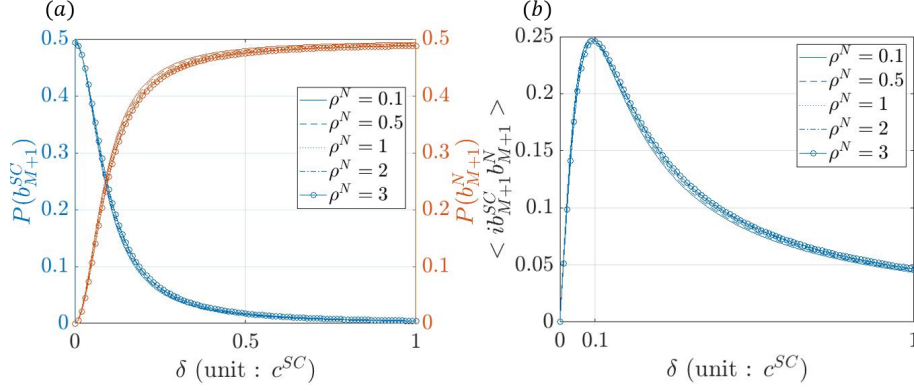 (a)
0.5
0.4
0.3
0.2
0.1
0
P(b^{SC}_{M+1})
0.5
0.4
0.3
0.2
0.1
0
P(b^{N}_{M+1})
ρ^N = 0.1
ρ^N = 0.5
ρ^N = 1
ρ^N = 2
ρ^N = 3
0 0.5 1
δ (unit : c^{SC})
(b)
0.25
0.2
0.15
0.1
0.05
0
< ib^{SC}_{M+1}b^{N}_{M+1} >
ρ^N = 0.1
ρ^N = 0.5
ρ^N = 1
ρ^N = 2
ρ^N = 3
0 0.1 1
δ (unit : c^{SC})